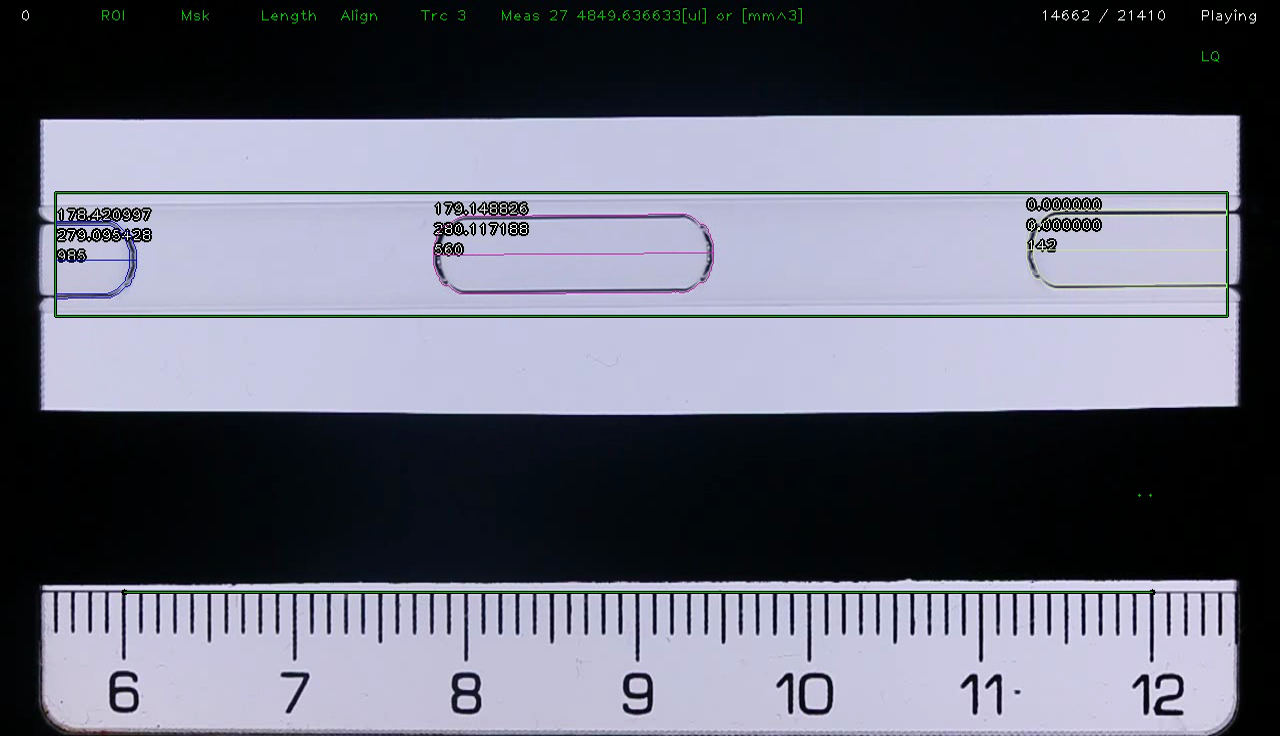 0 ROI Msk Length Align Trc 3 Meas 27 4849.636633[ul] or [mm^3] 14662 / 21410 Playing
LQ
178.420997 179.148826 0.000000
279.095428 280.117188 0.000000
985 560 142
6 7 8 9 10 11 12